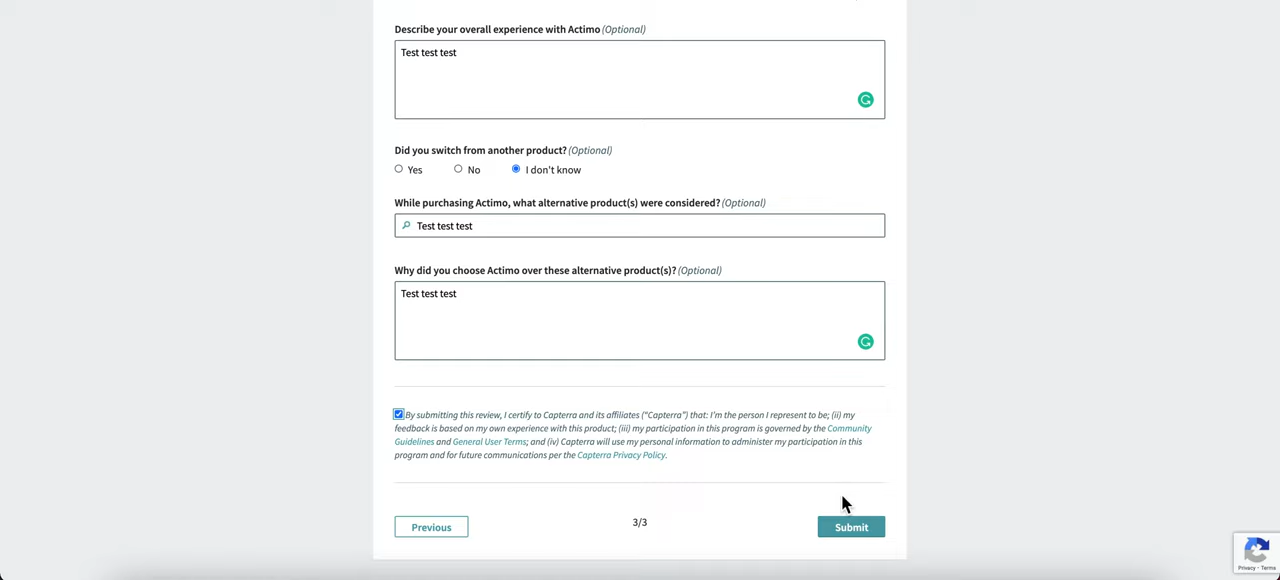 Describe your overall experience with Actimo (Optional)
Test test test
Did you switch from another product? (Optional)
Yes No I don't know
While purchasing Actimo, what alternative product(s) were considered? (Optional)
Test test test
Why did you choose Actimo over these alternative product(s)? (Optional)
Test test test
By submitting this review, I certify to Capterra and its affiliates ("Capterra") that: I'm the person I represent to be; (ii) my
feedback is based on my own experience with this product; (iii) my participation in this program is governed by the Community
Guidelines and General User Terms; and (iv) Capterra will use my personal information to administer my participation in this
program and for future communications per the Capterra Privacy Policy.
Previous 3/3 Submit
Privacy - Terms